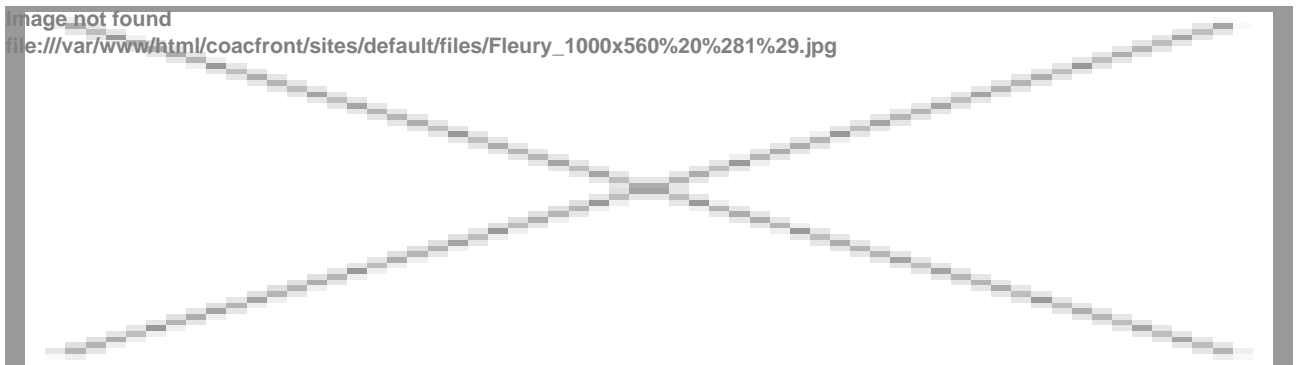 Image not found
file:///var/www/html/coacfront/sites/default/files/Fleury_1000x560%20%281%29.jpg